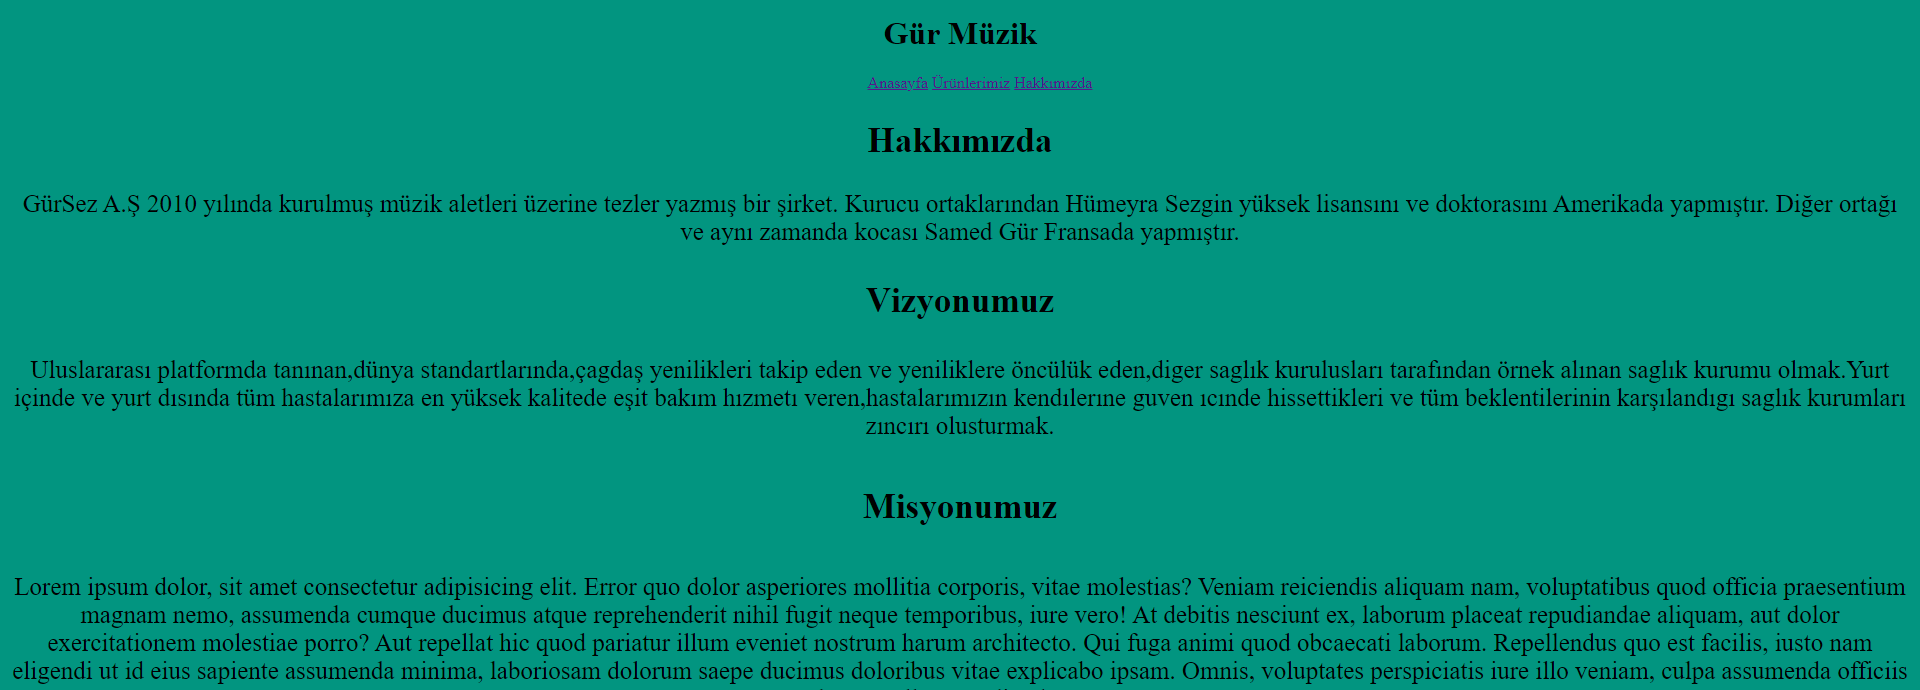 Gür Müzik
Anasayfa Ürünlerimiz Hakkımızda
Hakkımızda
GürSez A.Ş 2010 yılında kurulmuş müzik aletleri üzerine tezler yazmış bir şirket. Kurucu ortaklarından Hümeyra Sezgin yüksek lisansını ve doktorasını Amerikada yapmıştır. Diğer ortağı
ve aynı zamanda kocası Samed Gür Fransada yapmıştır.
Vizyonumuz
Uluslararası platformda tanınan,dünya standartlarında,çagdaş yenilikleri takip eden ve yeniliklere öncülük eden,diger saglık kurulusları tarafından örnek alınan saglık kurumu olmak.Yurt
içinde ve yurt dısında tüm hastalarımıza en yüksek kalitede eşit bakım hızmetı veren,hastalarımızın kendılerıne guven ıcınde hissettikleri ve tüm beklentilerinin karşılandıgı saglık kurumları
zıncırı olusturmak.
Misyonumuz
Lorem ipsum dolor, sit amet consectetur adipisicing elit. Error quo dolor asperiores mollitia corporis, vitae molestias? Veniam reiciendis aliquam nam, voluptatibus quod officia praesentium
magnam nemo, assumenda cumque ducimus atque reprehenderit nihil fugit neque temporibus, iure vero! At debitis nesciunt ex, laborum placeat repudiandae aliquam, aut dolor
exercitationem molestiae porro? Aut repellat hic quod pariatur illum eveniet nostrum harum architecto. Qui fuga animi quod obcaecati laborum. Repellendus quo est facilis, iusto nam
eligendi ut id eius sapiente assumenda minima, laboriosam dolorum saepe ducimus doloribus vitae explicabo ipsam. Omnis, voluptates perspiciatis iure illo veniam, culpa assumenda officiis